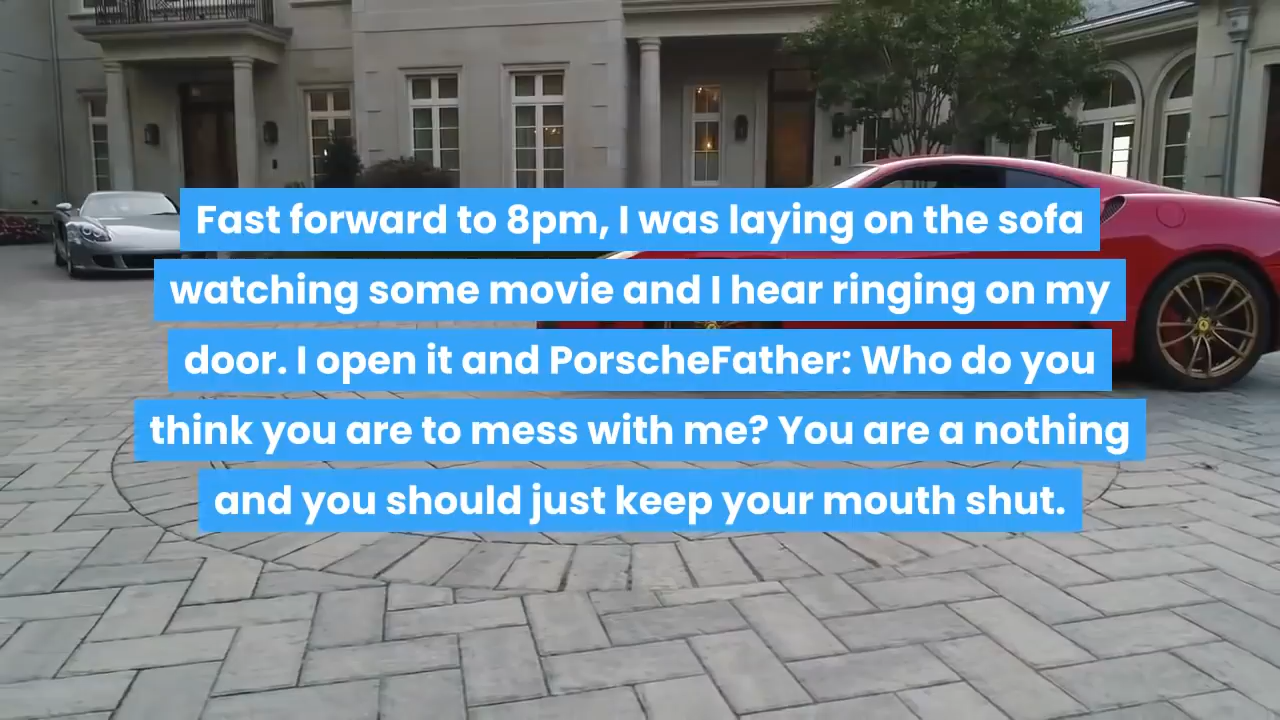 Fast forward to 8pm, I was laying on the sofa
watching some movie and I hear ringing on my
door. I open it and PorscheFather: Who do you
think you are to mess with me? You are a nothing
and you should just keep your mouth shut.